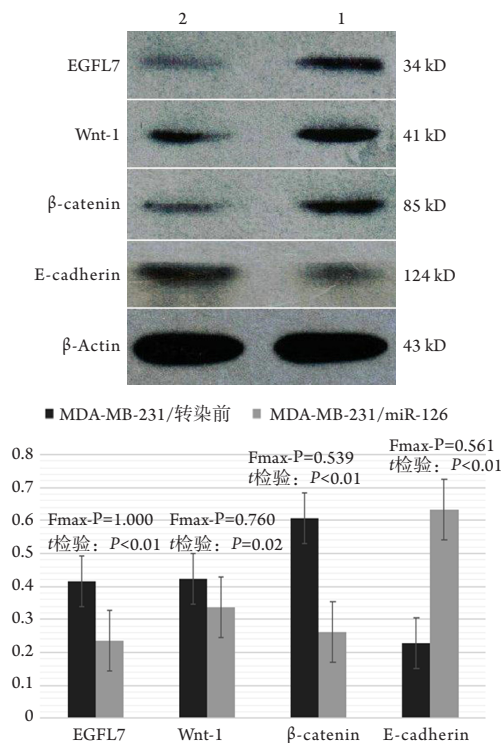 2 1
EGFL7 34 kD
Wnt-1 41 kD
β-catenin 85 kD
E-cadherin 124 kD
β-Actin 43 kD
MDA-MB-231/转染前 MDA-MB-231/miR-126
0.8
0.7
0.6
0.5
0.4
0.3
0.2
0.1
0
Fmax-P=1.000
t检验：P<0.01
Fmax-P=0.760
t检验：P=0.02
Fmax-P=0.539
t检验：P<0.01
Fmax-P=0.561
t检验：P<0.01
EGFL7 Wnt-1 β-catenin E-cadherin